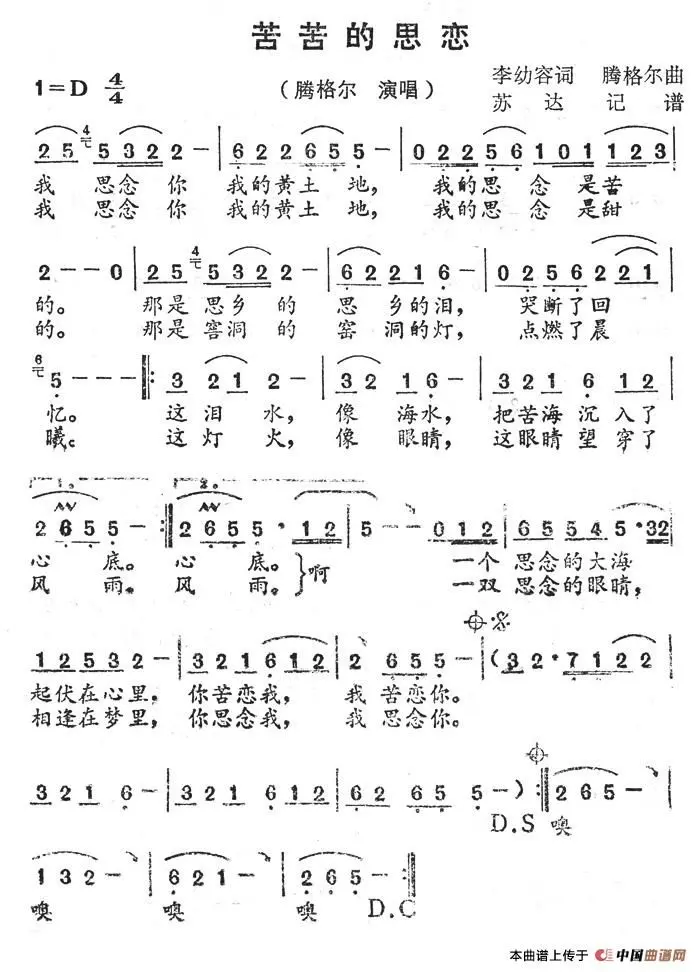 苦苦的思恋
1=D 4/4 （腾格尔 演唱） 李幼容词 腾格尔曲
苏达记谱
2 5 5 3 2 2 2 - | 6 2 2 2 6 5 5 - | 0 2 2 2 5 6 1 0 1 1 2 3 |
我 思念 你 我的黄土 地， 我的思 念 是苦
我 思念 你 我的黄土 地， 我的思 念 是甜
2 - - 0 | 2 5 5 3 2 2 - | 6 2 2 2 1 6 - | 0 2 5 6 2 2 2 1 |
的。 那是思乡 的 思 乡的泪， 哭断了回
的。 那是窑洞 的 窑 洞的灯， 点燃了晨
5 - - - |: 3 2 1 2 - | 3 2 1 6 - | 3 2 1 6 1 2 |
忆。 这泪 水， 像 海水， 把苦海沉 入了
曦。 这灯 火， 像 眼睛， 这眼睛望 穿了
1. 2.
2 6 5 5 5 - :| 2 6 5 5 5 · 1 2 | 5 - - 0 1 2 | 6 5 5 4 5 5 · 3 2 |
心 底。 心 底。 啊 一个 思念的大海
风 雨。 风 雨。 一双 思念的眼睛，
1 2 5 3 2 - | 3 2 1 6 1 2 | 2 6 5 5 - | （ 3 2 · 7 1 2 2 |
起伏在心里， 你苦恋我， 我 苦恋你。
相逢在梦里， 你思念我， 我 思念你。
3 2 1 6 - | 3 2 1 6 1 2 | 6 2 6 5 5 - ） :| 2 6 5 - |
D.S 噢
1 3 2 - | 6 2 1 - | 2 6 5 - :|
噢 噢 噢 D.C
本曲谱上传于 中国曲谱网